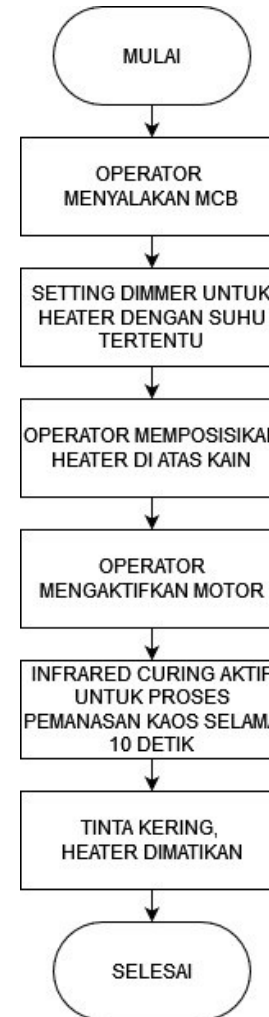 MULAI
OPERATOR
MENYALAKAN MCB
SETTING DIMMER UNTUK
HEATER DENGAN SUHU
TERTENTU
OPERATOR MEMPOSISIKAN
HEATER DI ATAS KAIN
OPERATOR
MENGAKTIFKAN MOTOR
INFRARED CURING AKTIF
UNTUK PROSES
PEMANASAN KAOS SELAMA
10 DETIK
TINTA KERING,
HEATER DIMATIKAN
SELESAI